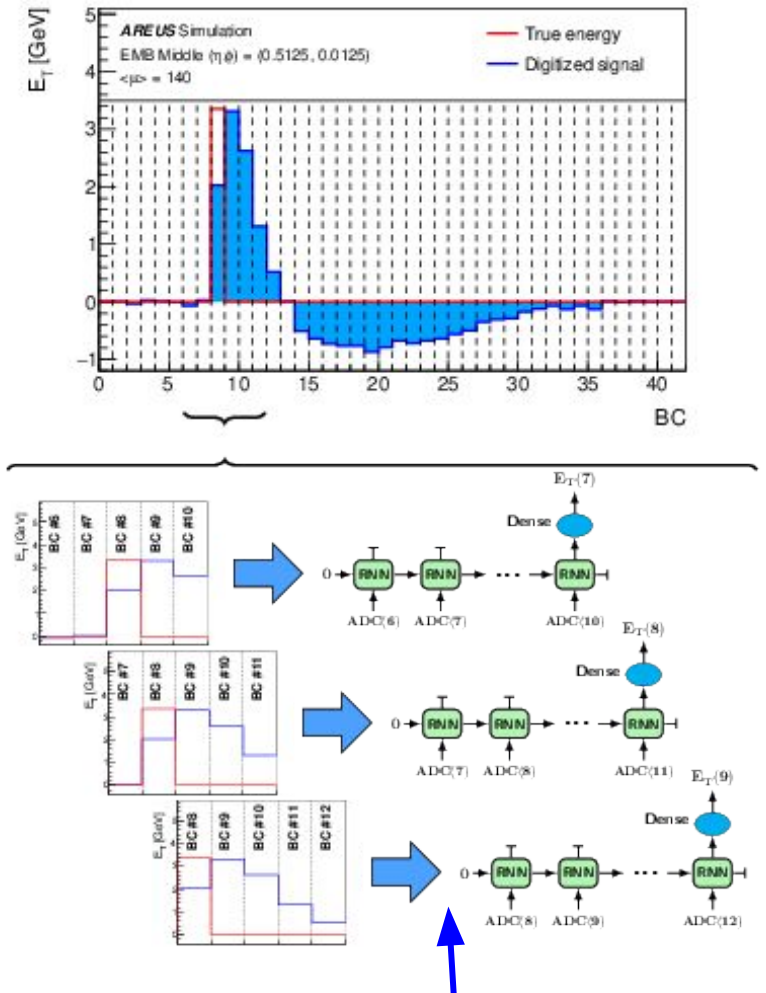 AREUS Simulation
EMB Middle (η,φ) = (0.5125, 0.0125)
<μ> = 140
True energy
Digitized signal
E_T [GeV]
5
4
3
2
1
0
−1
0 5 10 15 20 25 30 35 40
BC
E_T [GeV]
BC #6 BC #7 BC #8 BC #9 BC #10
E_T(7)
Dense
0 RNN RNN ··· RNN
ADC(6) ADC(7) ADC(10)
E_T [GeV]
BC #7 BC #8 BC #9 BC #10 BC #11
E_T(8)
Dense
0 RNN RNN ··· RNN
ADC(7) ADC(8) ADC(11)
E_T [GeV]
BC #8 BC #9 BC #10 BC #11 BC #12
E_T(9)
Dense
0 RNN RNN ··· RNN
ADC(8) ADC(9) ADC(12)